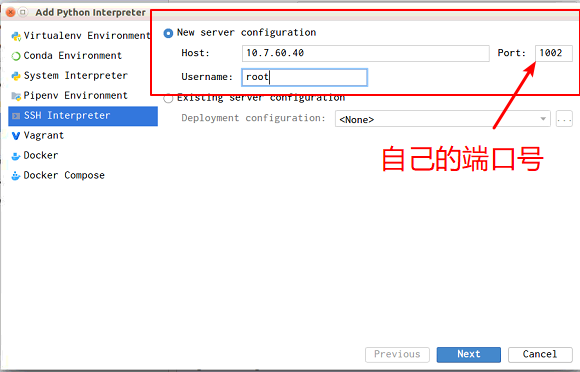 Add Python Interpreter
Virtualenv Environment
Conda Environment
System Interpreter
Pipenv Environment
SSH Interpreter
Vagrant
Docker
Docker Compose
New server configuration
Host: 10.7.60.40 Port: 1002
Username: root
Existing server configuration
Deployment configuration: <None> ...
自己的端口号
Previous Next Cancel